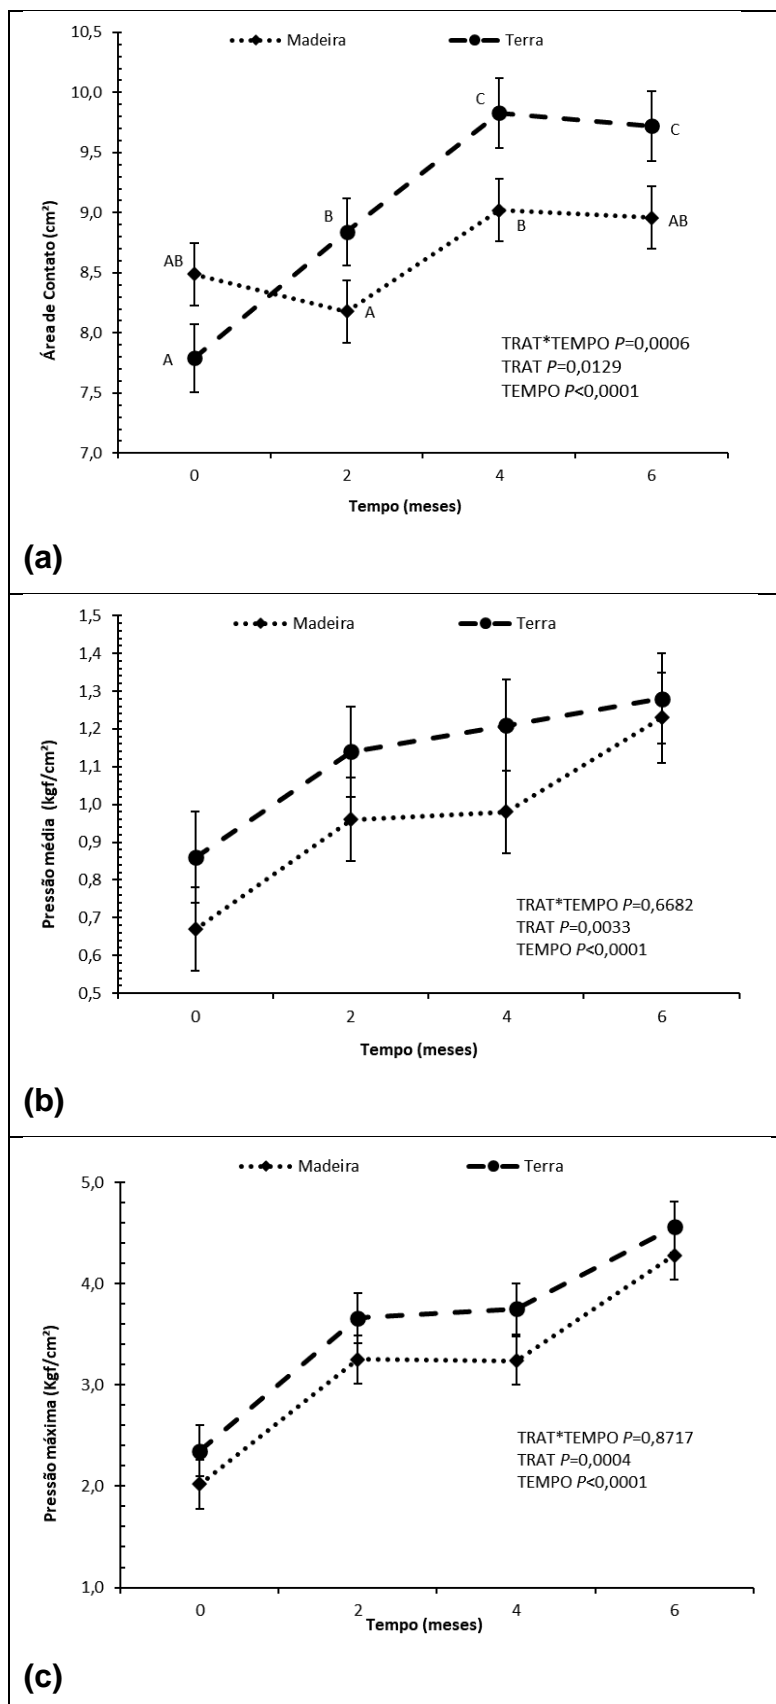 Madeira Terra
10,5
10,0
9,5
9,0
8,5
8,0
7,5
7,0
Área de Contato (cm²)
AB
A
B
A
C
B
C
AB
TRAT*TEMPO P=0,0006
TRAT P=0,0129
TEMPO P<0,0001
0 2 4 6
Tempo (meses)
(a)
Madeira Terra
1,5
1,4
1,3
1,2
1,1
1,0
0,9
0,8
0,7
0,6
0,5
Pressão média (kgf/cm²)
TRAT*TEMPO P=0,6682
TRAT P=0,0033
TEMPO P<0,0001
0 2 4 6
Tempo (meses)
(b)
Madeira Terra
5,0
4,0
3,0
2,0
1,0
Pressão máxima (Kgf/cm²)
TRAT*TEMPO P=0,8717
TRAT P=0,0004
TEMPO P<0,0001
0 2 4 6
Tempo (meses)
(c)